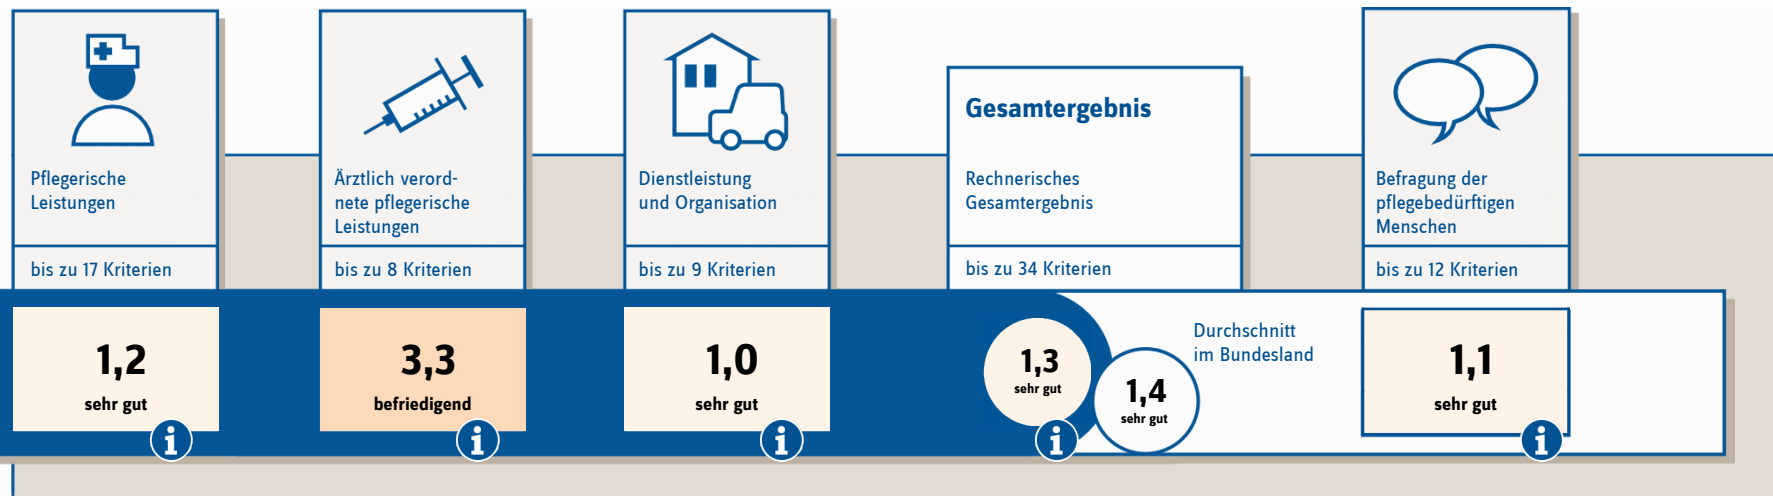 Pflegerische
Leistungen
bis zu 17 Kriterien
1,2
sehr gut
i
Ärztlich verord-
nete pflegerische
Leistungen
bis zu 8 Kriterien
3,3
befriedigend
i
Dienstleistung
und Organisation
bis zu 9 Kriterien
1,0
sehr gut
i
Gesamtergebnis
Rechnerisches
Gesamtergebnis
bis zu 34 Kriterien
1,3
sehr gut
i
1,4
sehr gut
Durchschnitt
im Bundesland
Befragung der
pflegebedürftigen
Menschen
bis zu 12 Kriterien
1,1
sehr gut
i